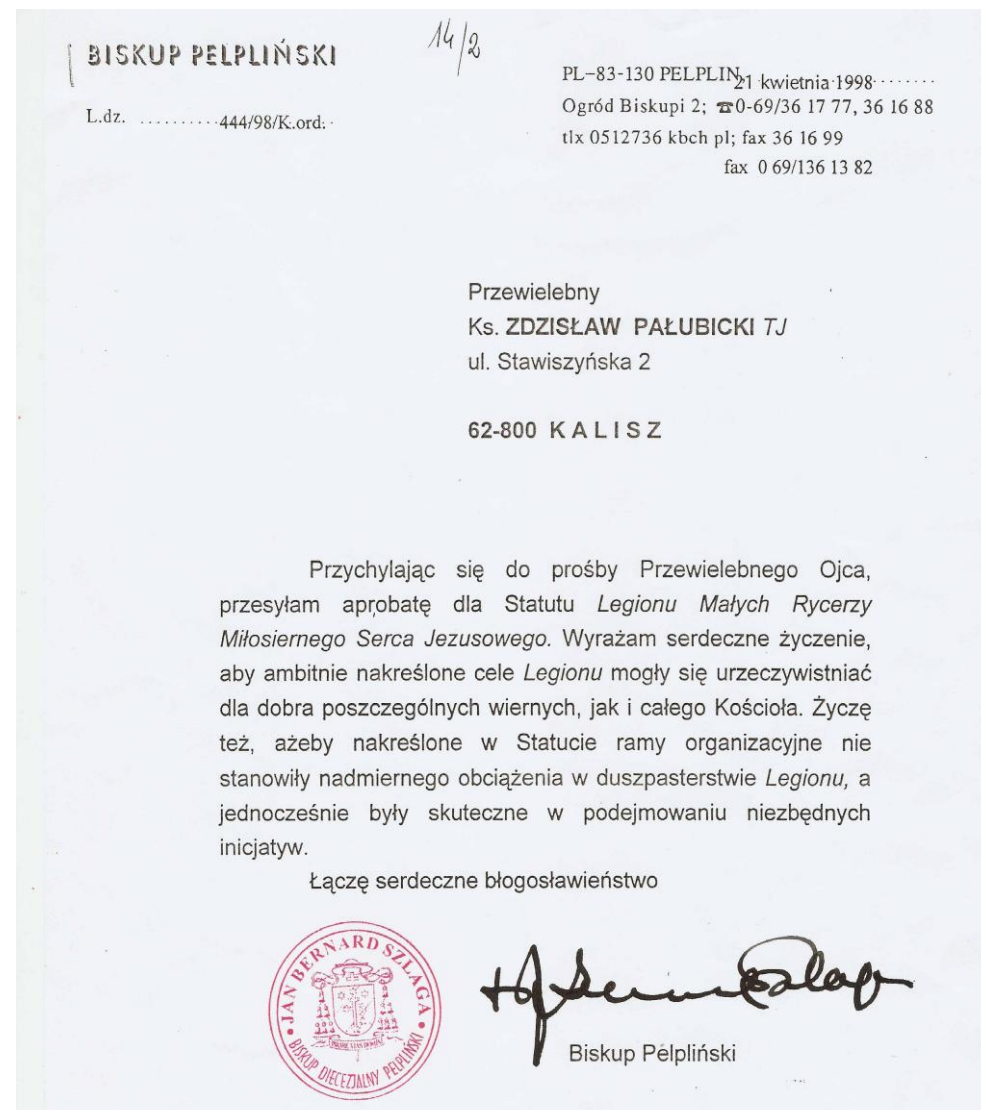 BISKUP PELPLIŃSKI
14/2
L.dz. ..........444/98/K.ord. .
PL–83-130 PELPLIN, 21 kwietnia 1998 ........
Ogród Biskupi 2; ☎0-69/36 17 77, 36 16 88
tlx 0512736 kbch pl; fax 36 16 99
fax 0 69/136 13 82
Przewielebny
Ks. ZDZISŁAW PAŁUBICKI TJ
ul. Stawiszyńska 2
62-800 K A L I S Z
Przychylając się do prośby Przewielebnego Ojca,
przesyłam aprobatę dla Statutu Legionu Małych Rycerzy
Miłosiernego Serca Jezusowego. Wyrażam serdeczne życzenie,
aby ambitnie nakreślone cele Legionu mogły się urzeczywistniać
dla dobra poszczególnych wiernych, jak i całego Kościoła. Życzę
też, ażeby nakreślone w Statucie ramy organizacyjne nie
stanowiły nadmiernego obciążenia w duszpasterstwie Legionu, a
jednocześnie były skuteczne w podejmowaniu niezbędnych
inicjatyw.
Łączę serdeczne błogosławieństwo
JAN BERNARD SZLAGA
BISKUP DIECEZJALNY PELPLIŃSKI
Biskup Pelpliński